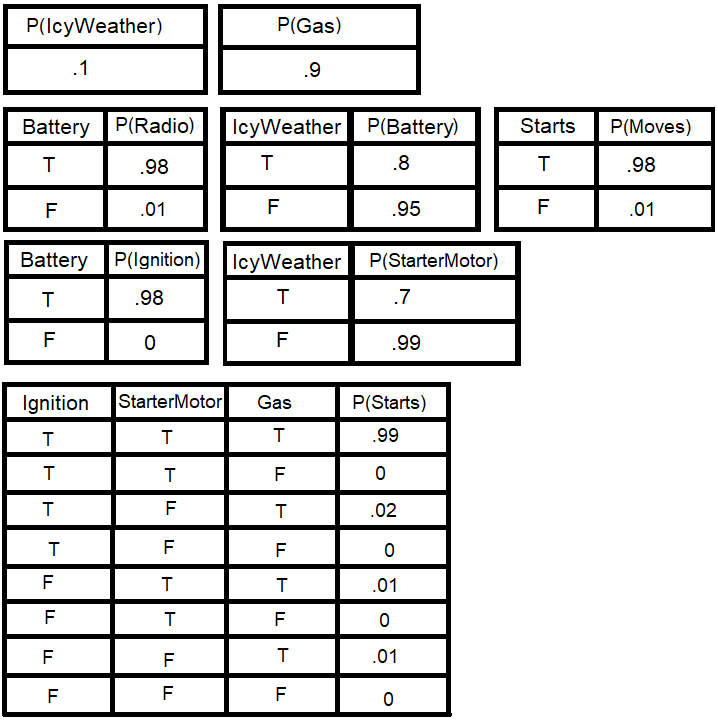 P(IcyWeather) P(Gas)
.1 .9
Battery P(Radio) IcyWeather P(Battery) Starts P(Moves)
T .98 T .8 T .98
F .01 F .95 F .01
Battery P(Ignition) IcyWeather P(StarterMotor)
T .98 T .7
F 0 F .99
Ignition StarterMotor Gas P(Starts)
T T T .99
T T F 0
T F T .02
T F F 0
F T T .01
F T F 0
F F T .01
F F F 0